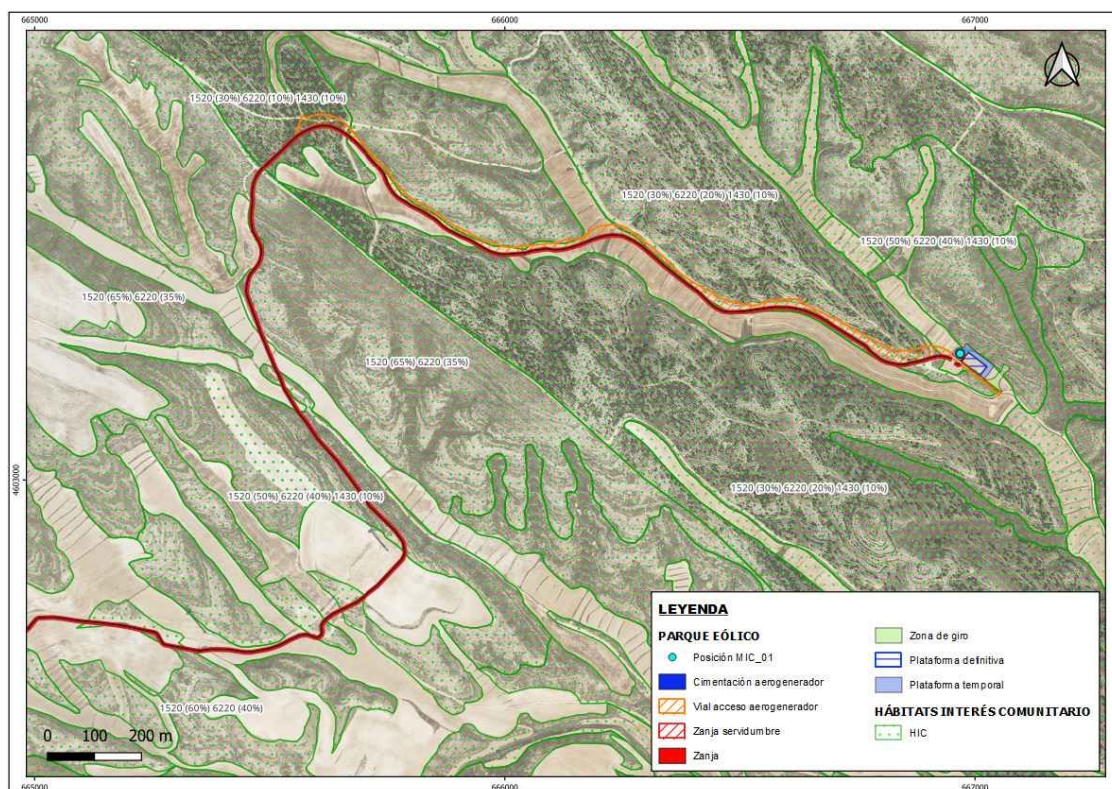 665000 666000 667000
1520 (30%) 6220 (10%) 1430 (10%)
1520 (30%) 6220 (20%) 1430 (10%)
1520 (50%) 6220 (40%) 1430 (10%)
1520 (65%) 6220 (35%)
1520 (65%) 6220 (35%)
1520 (30%) 6220 (20%) 1430 (10%)
4603000
1520 (50%) 6220 (40%) 1430 (10%)
1520 (60%) 6220 (40%)
0 100 200 m
LEYENDA
PARQUE EÓLICO
Posición MIC_01
Cimentación aerogenerador
Vial acceso aerogenerador
Zanja servidumbre
Zanja
Zona de giro
Plataforma definitiva
Plataforma temporal
HÁBITATS INTERÉS COMUNITARIO
HIC
665000 666000 667000